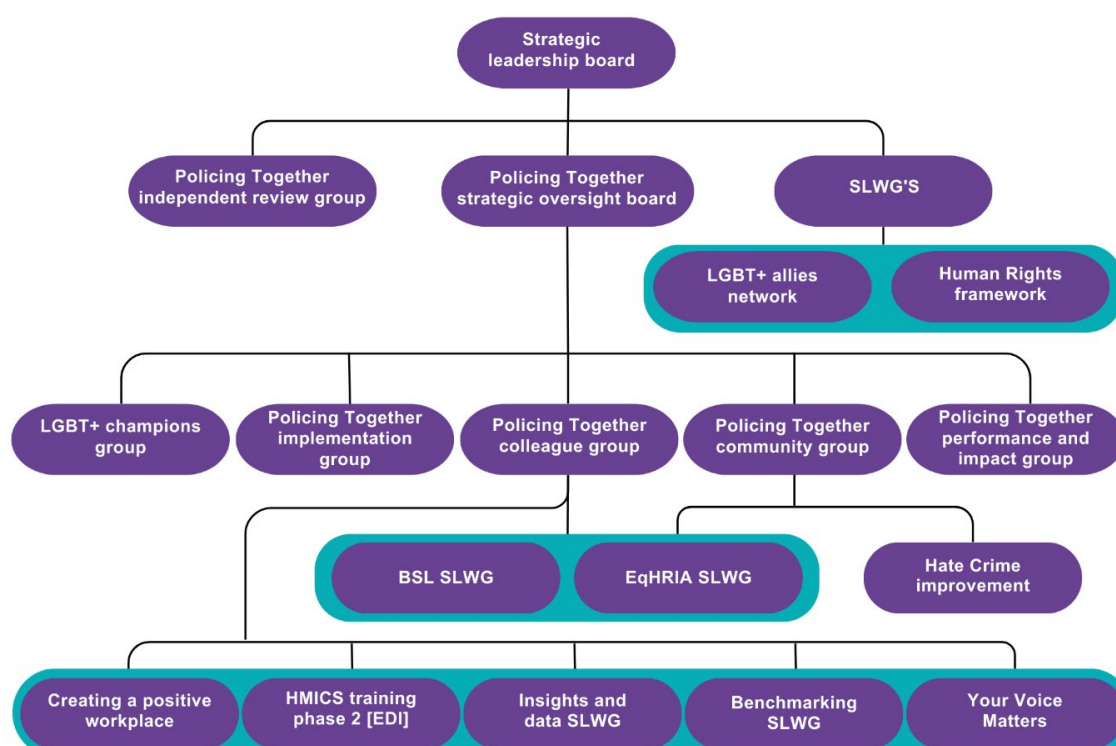 Strategic
leadership board
Policing Together
independent review group
Policing Together
strategic oversight board
SLWG'S
LGBT+ allies
network
Human Rights
framework
LGBT+ champions
group
Policing Together
implementation
group
Policing Together
colleague group
Policing Together
community group
Policing Together
performance and
impact group
BSL SLWG
EqHRIA SLWG
Hate Crime
improvement
Creating a positive
workplace
HMICS training
phase 2 [EDI]
Insights and
data SLWG
Benchmarking
SLWG
Your Voice
Matters